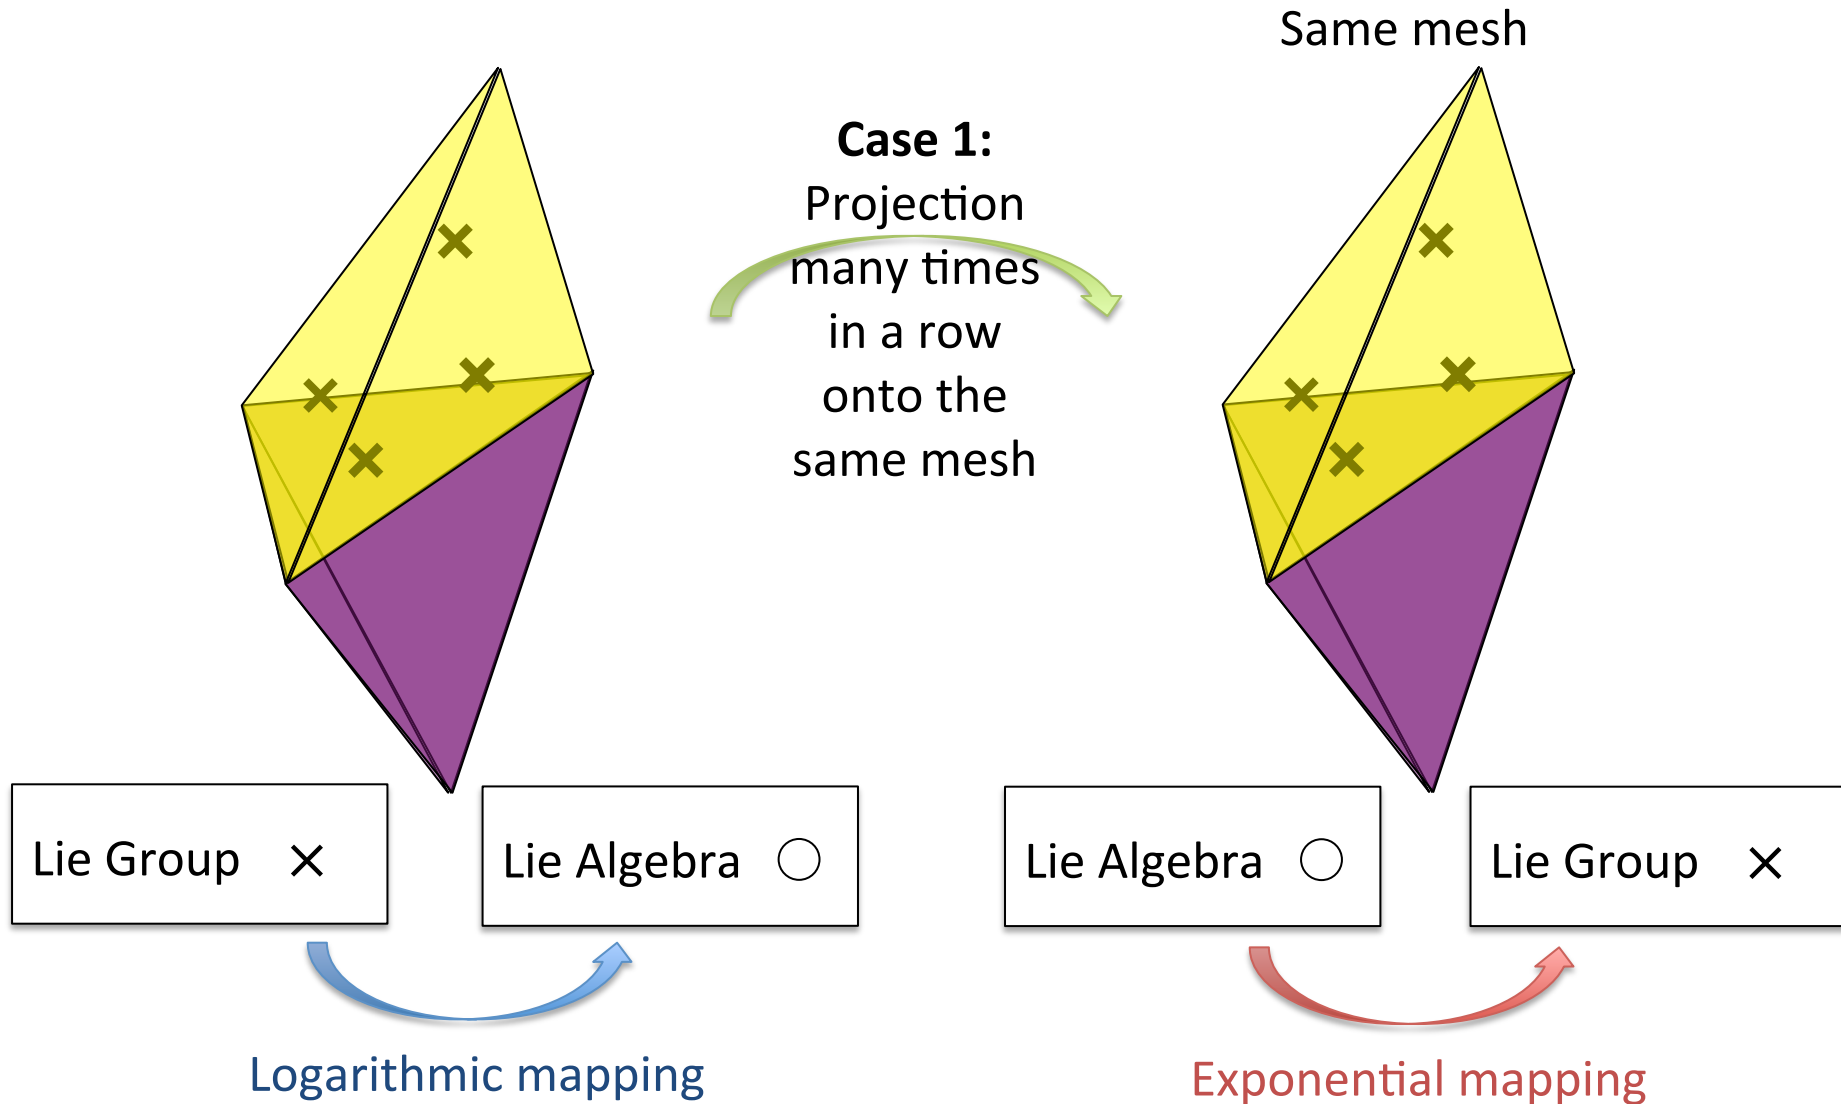 Same mesh
Case 1:
Projection
many times
in a row
onto the
same mesh
Lie Group ×
Lie Algebra ○
Lie Algebra ○
Lie Group ×
Logarithmic mapping
Exponential mapping